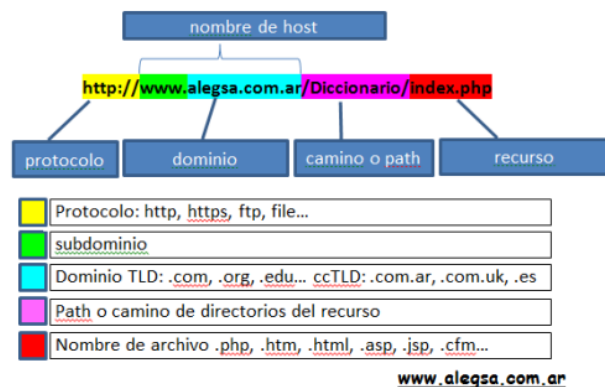 nombre de host
http://www.alegsa.com.ar/Diccionario/index.php
protocolo
dominio
camino o path
recurso
Protocolo: http, https, ftp, file...
subdominio
Dominio TLD: .com, .org, .edu... ccTLD: .com.ar, .com.uk, .es
Path o camino de directorios del recurso
Nombre de archivo .php, .htm, .html, .asp, .jsp, .cfm...
www.alegsa.com.ar